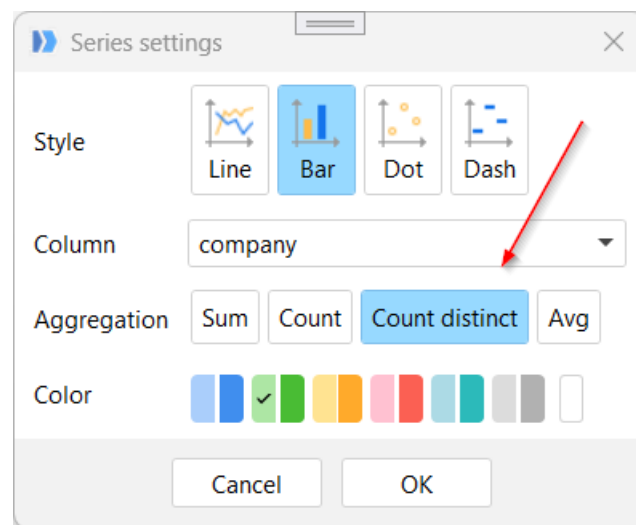 Series settings
Style
Line Bar Dot Dash
Column company
Aggregation Sum Count Count distinct Avg
Color
Cancel OK